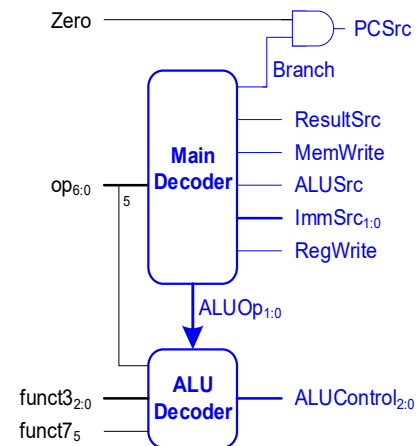 Zero
PCSrc
Branch
ResultSrc
Main
Decoder
MemWrite
op6:0
5
ALUSrc
ImmSrc1:0
RegWrite
ALUOp1:0
ALU
Decoder
funct32:0
ALUControl2:0
funct75